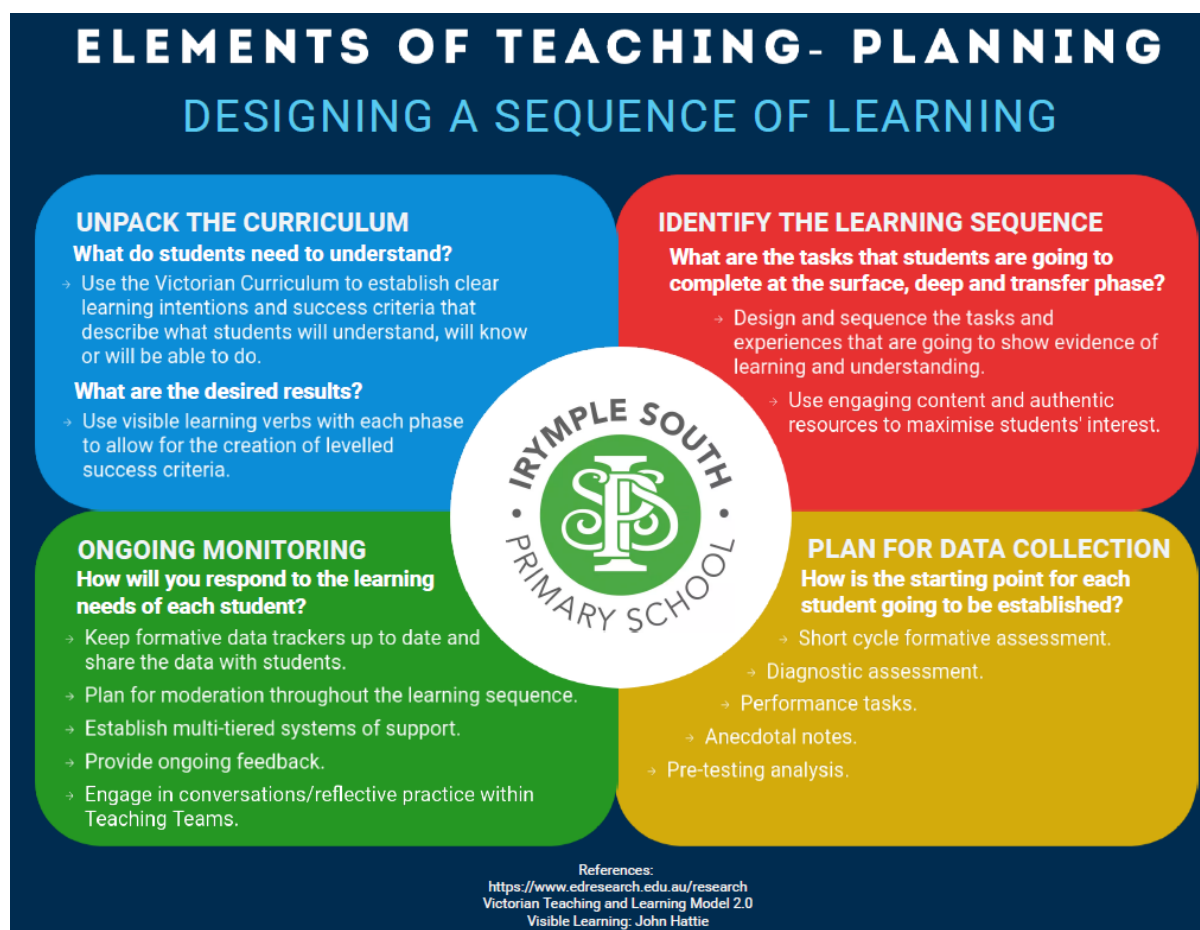 ELEMENTS OF TEACHING- PLANNING
DESIGNING A SEQUENCE OF LEARNING
UNPACK THE CURRICULUM
What do students need to understand?
→ Use the Victorian Curriculum to establish clear
learning intentions and success criteria that
describe what students will understand, will know
or will be able to do.
What are the desired results?
→ Use visible learning verbs with each phase
to allow for the creation of levelled
success criteria.
IDENTIFY THE LEARNING SEQUENCE
What are the tasks that students are going to
complete at the surface, deep and transfer phase?
→ Design and sequence the tasks and
experiences that are going to show evidence of
learning and understanding.
→ Use engaging content and authentic
resources to maximise students' interest.
IRYMPLE SOUTH
ISPS
• PRIMARY SCHOOL •
ONGOING MONITORING
How will you respond to the learning
needs of each student?
→ Keep formative data trackers up to date and
share the data with students.
→ Plan for moderation throughout the learning sequence.
→ Establish multi-tiered systems of support.
→ Provide ongoing feedback.
→ Engage in conversations/reflective practice within
Teaching Teams.
PLAN FOR DATA COLLECTION
How is the starting point for each
student going to be established?
→ Short cycle formative assessment.
→ Diagnostic assessment.
→ Performance tasks.
→ Anecdotal notes.
→ Pre-testing analysis.
References:
https://www.edresearch.edu.au/research
Victorian Teaching and Learning Model 2.0
Visible Learning: John Hattie